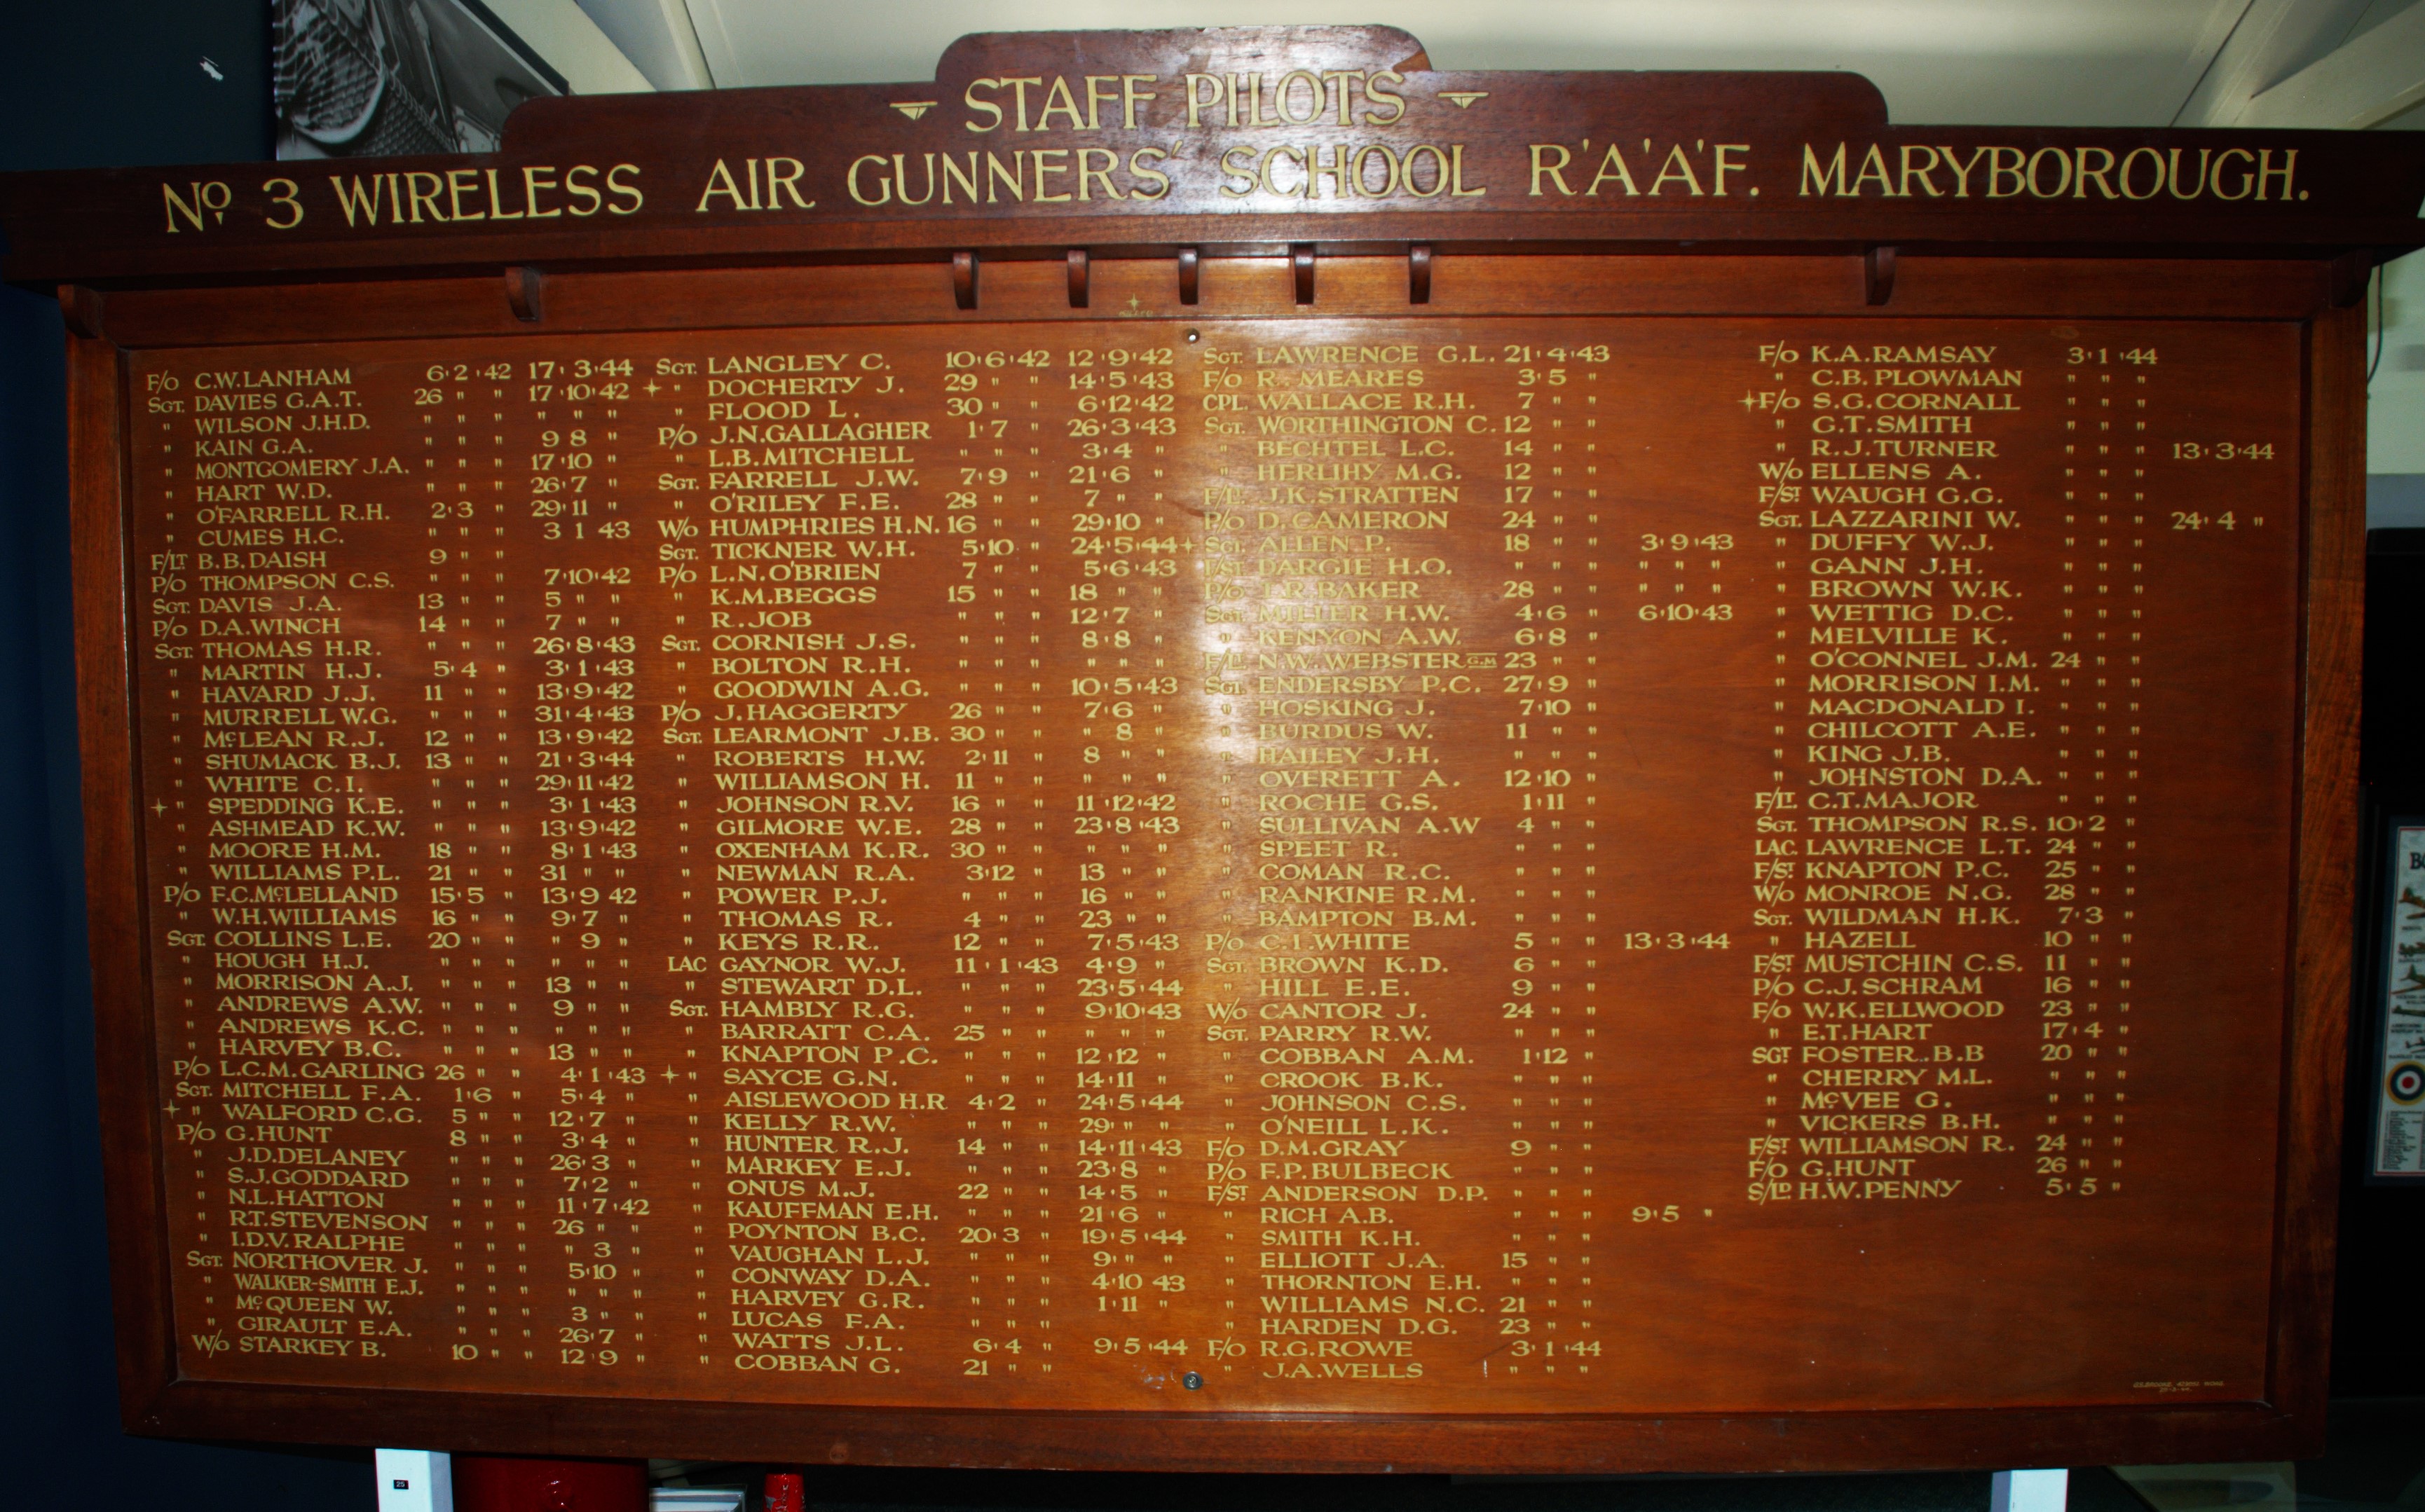 STAFF PILOTS
No 3 WIRELESS AIR GUNNERS' SCHOOL R'A'A'F. MARYBOROUGH.
F/O C.W. LANHAM 6·2·42 17·3·44
SGT. DAVIES G.A.T. 26 " " 17·10·42
" WILSON J.H.D. " " " " " "
" KAIN G.A. " " " 9 8 "
" MONTGOMERY J.A. " " " 17·10 "
" HART W.D. " " " 26·7 "
" O'FARRELL R.H. 2·3 " 29·11 "
" CUMES H.C. " " " 3 1 43
F/LT B.B. DAISH 9 " "
P/O THOMPSON C.S. " " " 7·10·42
SGT. DAVIS J.A. 13 " " 5 " "
P/O D.A. WINCH 14 " " 7 " "
SGT. THOMAS H.R. " " " 26·8·43
" MARTIN H.J. 5·4 " 3·1·43
" HAVARD J.J. 11 " " 13·9·42
" MURRELL W.G. " " " 31·4·43
" McLEAN R.J. 12 " " 13·9·42
" SHUMACK B.J. 13 " " 21·3·44
" WHITE C.I. " " " 29·11·42
+ " SPEDDING K.E. " " " 3·1·43
" ASHMEAD K.W. " " " 13·9·42
" MOORE H.M. 18 " " 8·1·43
" WILLIAMS P.L. 21 " " 31 " "
P/O F.C. McLELLAND 15·5 " 13·9 42
" W.H. WILLIAMS 16 " " 9·7 "
SGT. COLLINS L.E. 20 " " " 9 "
" HOUGH H.J. " " " " " "
" MORRISON A.J. " " " 13 " "
" ANDREWS A.W. " " " 9 " "
" ANDREWS K.C. " " " " " "
" HARVEY B.C. " " " 13 " "
P/O L.C.M. GARLING 26 " " 4·1·43
SGT. MITCHELL F.A. 1·6 " 5·4 "
+ " WALFORD C.G. 5 " " 12·7 "
P/O G. HUNT 8 " " 3·4 "
" J.D. DELANEY " " " 26·3 "
" S.J. GODDARD " " " 7·2 "
" N.L. HATTON " " " 11·7·42
" R.T. STEVENSON " " " 26 " "
" I.D.V. RALPHE " " " " 3 "
SGT. NORTHOVER J. " " " 5·10 "
" WALKER-SMITH E.J. " " " " " "
" McQUEEN W. " " " 3 " "
" GIRAULT E.A. " " " 26·7 "
W/O STARKEY B. 10 " " 12·9 "
SGT. LANGLEY C. 10·6·42 12·9·42
+ " DOCHERTY J. 29 " " 14·5·43
" FLOOD L. 30 " " 6·12·42
P/O J.N. GALLAGHER 1·7 " 26·3·43
" L.B. MITCHELL " " " 3·4 "
SGT. FARRELL J.W. 7·9 " 21·6 "
" O'RILEY F.E. 28 " " 7 " "
W/O HUMPHRIES H.N. 16 " " 29·10 "
SGT. TICKNER W.H. 5·10 " 24·5·44
P/O L.N. O'BRIEN 7 " " 5·6·43
" K.M. BEGGS 15 " " 18 " "
" R. JOB " " " 12·7 "
SGT. CORNISH J.S. " " " 8·8 "
" BOLTON R.H. " " " " " "
" GOODWIN A.G. " " " 10·5·43
P/O J. HAGGERTY 26 " " 7·6 "
SGT. LEARMONT J.B. 30 " " " 8 "
" ROBERTS H.W. 2·11 " 8 " "
" WILLIAMSON H. 11 " " " " "
" JOHNSON R.V. 16 " " 11·12·42
" GILMORE W.E. 28 " " 23·8·43
" OXENHAM K.R. 30 " " " " "
" NEWMAN R.A. 3·12 " 13 " "
" POWER P.J. " " " 16 " "
" THOMAS R. 4 " " 23 " "
" KEYS R.R. 12 " " 7·5·43
LAC GAYNOR W.J. 11·1·43 4·9 "
" STEWART D.L. " " " 23·5·44
SGT. HAMBLY R.G. " " " 9·10·43
" BARRATT C.A. 25 " " " " "
" KNAPTON P.C. " " " 12·12 "
+ " SAYCE G.N. " " " 14·11 "
" AISLEWOOD H.R 4·2 " 24·5·44
" KELLY R.W. " " " 29 " "
" HUNTER R.J. 14 " " 14·11·43
" MARKEY E.J. " " " 23·8 "
" ONUS M.J. 22 " " 14·5 "
" KAUFFMAN E.H. " " " 21·6 "
" POYNTON B.C. 20·3 " 19·5·44
" VAUGHAN L.J. " " " 9 " "
" CONWAY D.A. " " " 4·10 43
" HARVEY G.R. " " " 1·11 "
" LUCAS F.A. " " "
" WATTS J.L. 6·4 " 9·5·44
" COBBAN G. 21 " "
SGT. LAWRENCE G.L. 21·4·43
F/O R. MEARES 3·5 "
CPL. WALLACE R.H. 7 " "
SGT. WORTHINGTON C. 12 " "
" BECHTEL L.C. 14 " "
" HERLIHY M.G. 12 " "
F/LT. J.K. STRATTEN 17 " "
P/O D. CAMERON 24 " "
+ SGT. ALLEN P. 18 " " 3·9·43
F/ST. DARGIE H.O. " " " " " "
P/O J.R. BAKER 28 " " " " "
SGT. MILLER H.W. 4·6 " 6·10·43
" KENYON A.W. 6·8 "
F/LT. N.W. WEBSTER G.M 23 " "
SGT. ENDERSBY P.C. 27·9 "
" HOSKING J. 7·10 "
" BURDUS W. 11 " "
" HAILEY J.H. " " "
" OVERETT A. 12·10 "
" ROCHE G.S. 1·11 "
" SULLIVAN A.W 4 " "
" SPEET R. " " "
" COMAN R.C. " " "
" RANKINE R.M. " " "
" BAMPTON B.M. " " "
P/O C.I. WHITE 5 " " 13·3·44
SGT. BROWN K.D. 6 " "
" HILL E.E. 9 " "
W/O CANTOR J. 24 " "
SGT. PARRY R.W. " " "
" COBBAN A.M. 1·12 "
" CROOK B.K. " " "
" JOHNSON C.S. " " "
" O'NEILL L.K. " " "
F/O D.M. GRAY 9 " "
P/O F.P. BULBECK " " "
F/ST ANDERSON D.P. " " "
" RICH A.B. " " " 9·5 "
" SMITH K.H. " " "
" ELLIOTT J.A. 15 " "
" THORNTON E.H. " " "
" WILLIAMS N.C. 21 " "
" HARDEN D.G. 23 " "
F/O R.G. ROWE 3·1·44
" J.A. WELLS " " "
F/O K.A. RAMSAY 3·1·44
" C.B. PLOWMAN " " "
+ F/O S.G. CORNALL " " "
" G.T. SMITH " " "
" R.J. TURNER " " " 13·3·44
W/O ELLENS A. " " "
F/ST WAUGH G.G. " " "
SGT. LAZZARINI W. " " " 24·4 "
" DUFFY W.J. " " "
" GANN J.H. " " "
" BROWN W.K. " " "
" WETTIG D.C. " " "
" MELVILLE K. " " "
" O'CONNEL J.M. 24 " "
" MORRISON I.M. " " "
" MACDONALD I. " " "
" CHILCOTT A.E. " " "
" KING J.B. " " "
" JOHNSTON D.A. " " "
F/LT. C.T. MAJOR " " "
SGT. THOMPSON R.S. 10·2 "
LAC. LAWRENCE L.T. 24 " "
F/ST. KNAPTON P.C. 25 " "
W/O MONROE N.G. 28 " "
SGT. WILDMAN H.K. 7·3 "
" HAZELL 10 " "
F/ST. MUSTCHIN C.S. 11 " "
P/O C.J. SCHRAM 16 " "
F/O W.K. ELLWOOD 23 " "
" E.T. HART 17·4 "
SGT FOSTER B.B 20 " "
" CHERRY M.L. " " "
" McVEE G. " " "
" VICKERS B.H. " " "
F/ST. WILLIAMSON R. 24 " "
F/O G. HUNT 26 " "
S/LD. H.W. PENNY 5·5 "
25